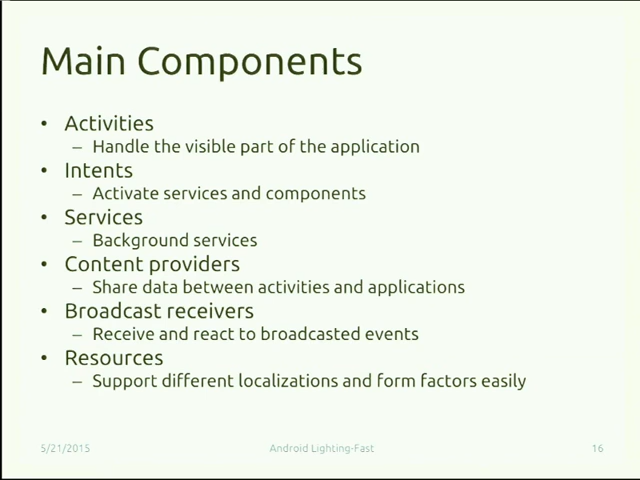 Main Components
• Activities
– Handle the visible part of the application
• Intents
– Activate services and components
• Services
– Background services
• Content providers
– Share data between activities and applications
• Broadcast receivers
– Receive and react to broadcasted events
• Resources
– Support different localizations and form factors easily
5/21/2015 Android Lighting-Fast 16